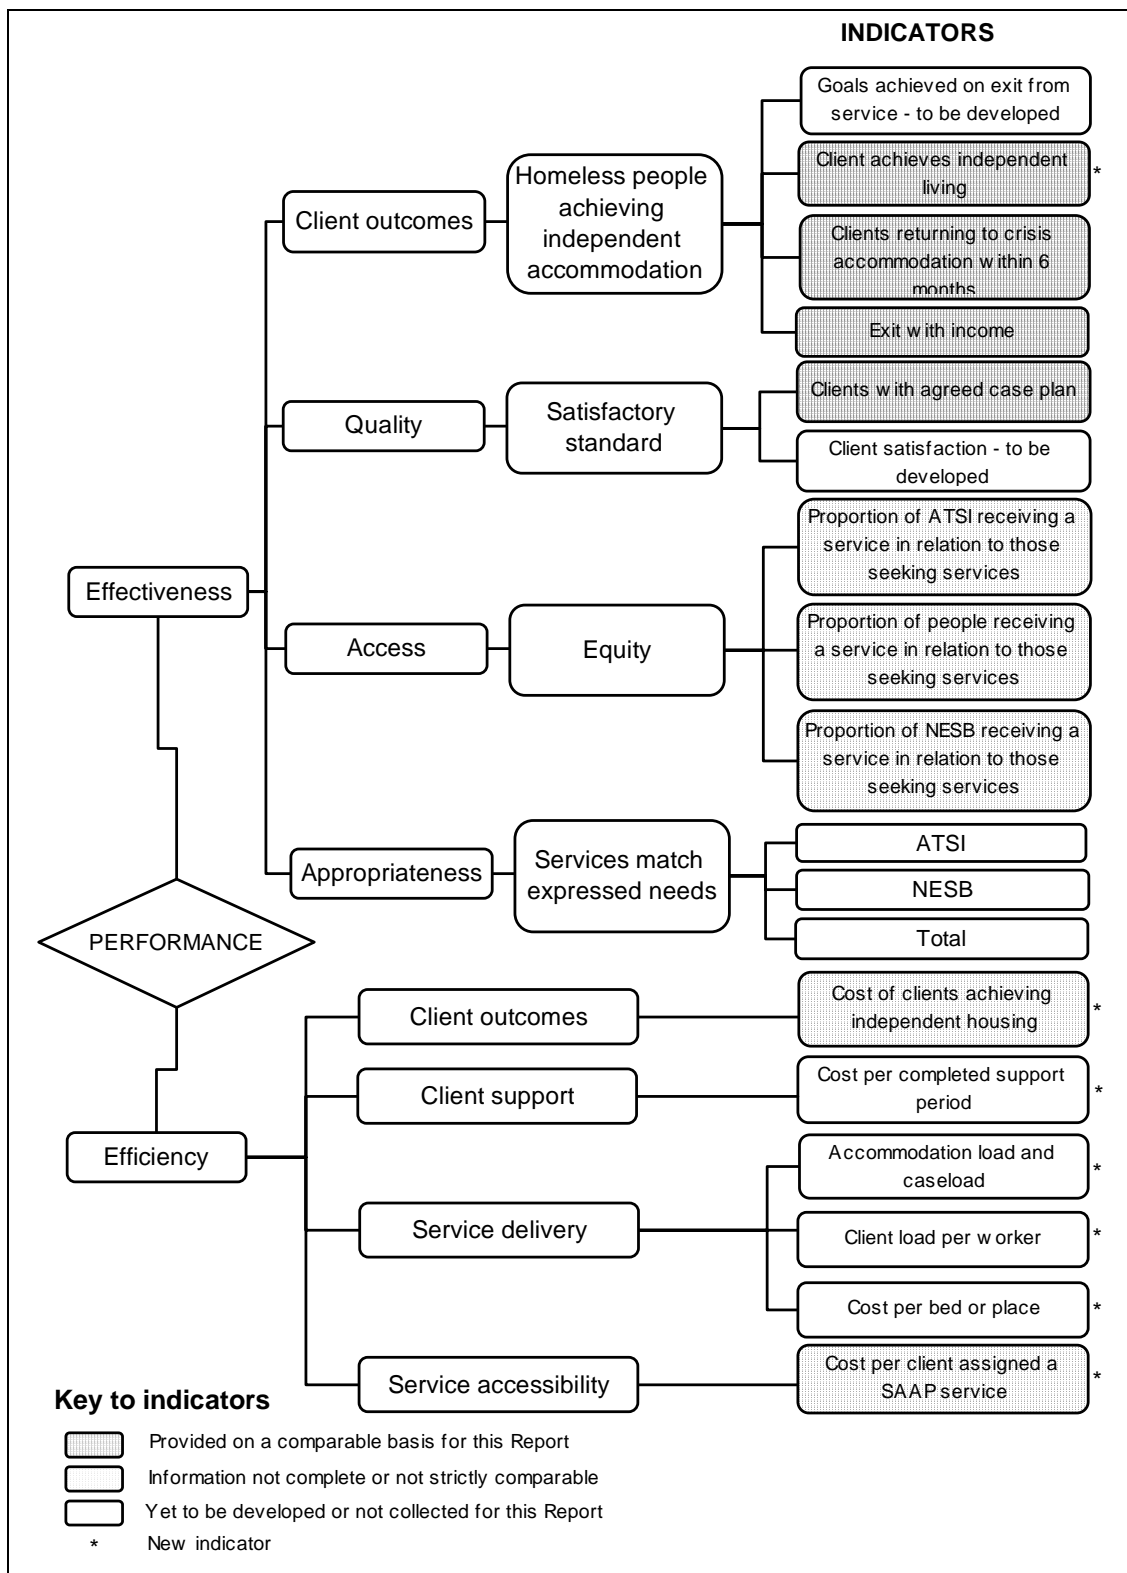 INDICATORS
Goals achieved on exit from
service - to be developed
Client achieves independent
living
*
Clients returning to crisis
accommodation within 6
months
Exit with income
Homeless people
achieving
independent
accommodation
Client outcomes
Clients with agreed case plan
Client satisfaction - to be
developed
Satisfactory
standard
Quality
Proportion of ATSI receiving a
service in relation to those
seeking services
Proportion of people receiving
a service in relation to those
seeking services
Proportion of NESB receiving a
service in relation to those
seeking services
Effectiveness
Access
Equity
Appropriateness
Services match
expressed needs
ATSI
NESB
Total
PERFORMANCE
Client outcomes
Cost of clients achieving
independent housing
*
Client support
Cost per completed support
period
*
Efficiency
Service delivery
Accommodation load and
caseload
*
Client load per worker
*
Cost per bed or place
*
Service accessibility
Cost per client assigned a
SAAP service
*
Key to indicators
Provided on a comparable basis for this Report
Information not complete or not strictly comparable
Yet to be developed or not collected for this Report
* New indicator